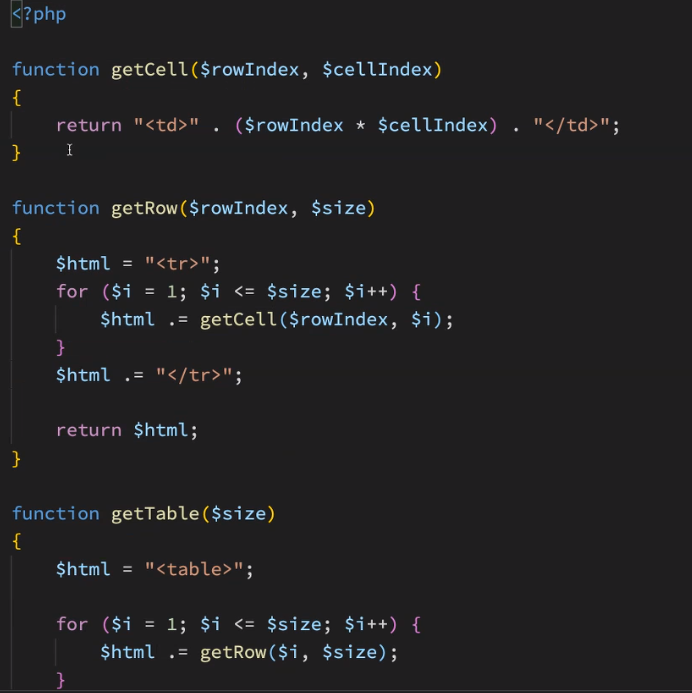 <?php
function getCell($rowIndex, $cellIndex)
{
    return "<td>" . ($rowIndex * $cellIndex) . "</td>";
}
function getRow($rowIndex, $size)
{
    $html = "<tr>";
    for ($i = 1; $i <= $size; $i++) {
        $html .= getCell($rowIndex, $i);
    }
    $html .= "</tr>";
    return $html;
}
function getTable($size)
{
    $html = "<table>";
    for ($i = 1; $i <= $size; $i++) {
        $html .= getRow($i, $size);
    }